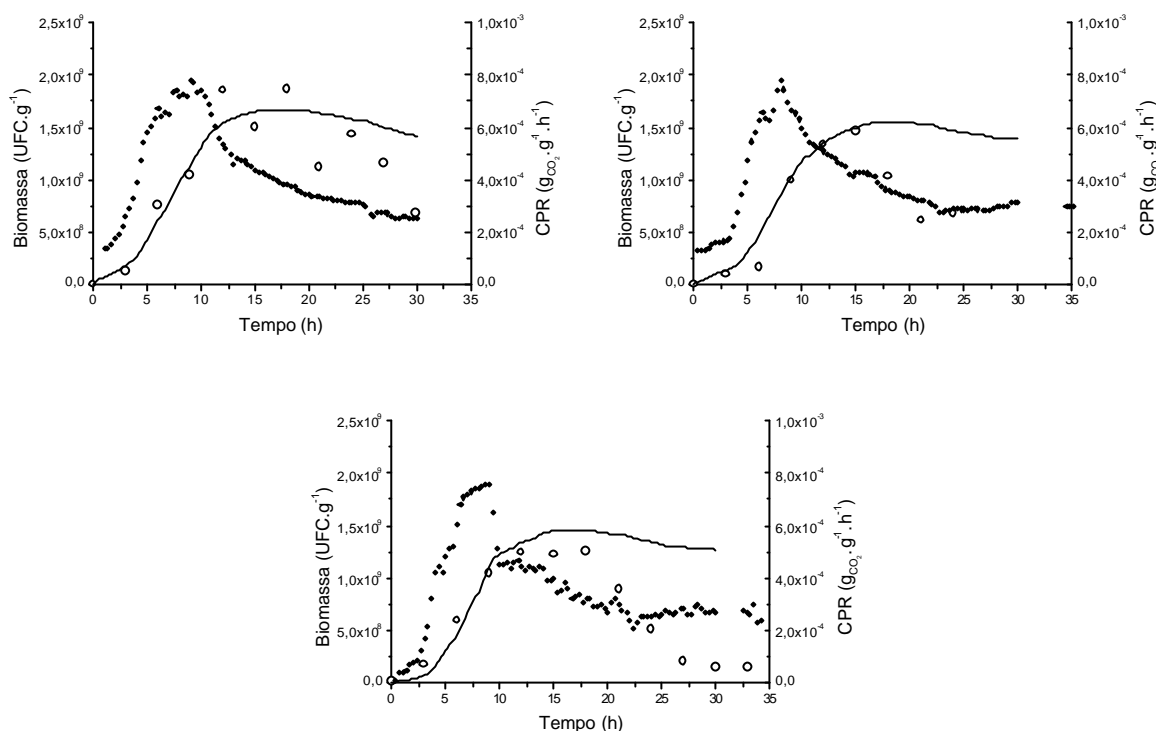 2,5x10⁹
2,0x10⁹
1,5x10⁹
1,0x10⁹
5,0x10⁸
0,0
Biomassa (UFC.g⁻¹)
1,0x10⁻³
8,0x10⁻⁴
6,0x10⁻⁴
4,0x10⁻⁴
2,0x10⁻⁴
0,0
0 5 10 15 20 25 30 35
Tempo (h)
2,5x10⁹
2,0x10⁹
1,5x10⁹
1,0x10⁹
5,0x10⁸
0,0
Biomassa (UFC.g⁻¹)
1,0x10⁻³
8,0x10⁻⁴
6,0x10⁻⁴
4,0x10⁻⁴
2,0x10⁻⁴
0,0
0 5 10 15 20 25 30 35
Tempo (h)
2,5x10⁹
2,0x10⁹
1,5x10⁹
1,0x10⁹
5,0x10⁸
0,0
Biomassa (UFC.g⁻¹)
1,0x10⁻³
8,0x10⁻⁴
6,0x10⁻⁴
4,0x10⁻⁴
2,0x10⁻⁴
0,0
CPR (g_CO₂.g⁻¹.h⁻¹)
0 5 10 15 20 25 30 35
Tempo (h)